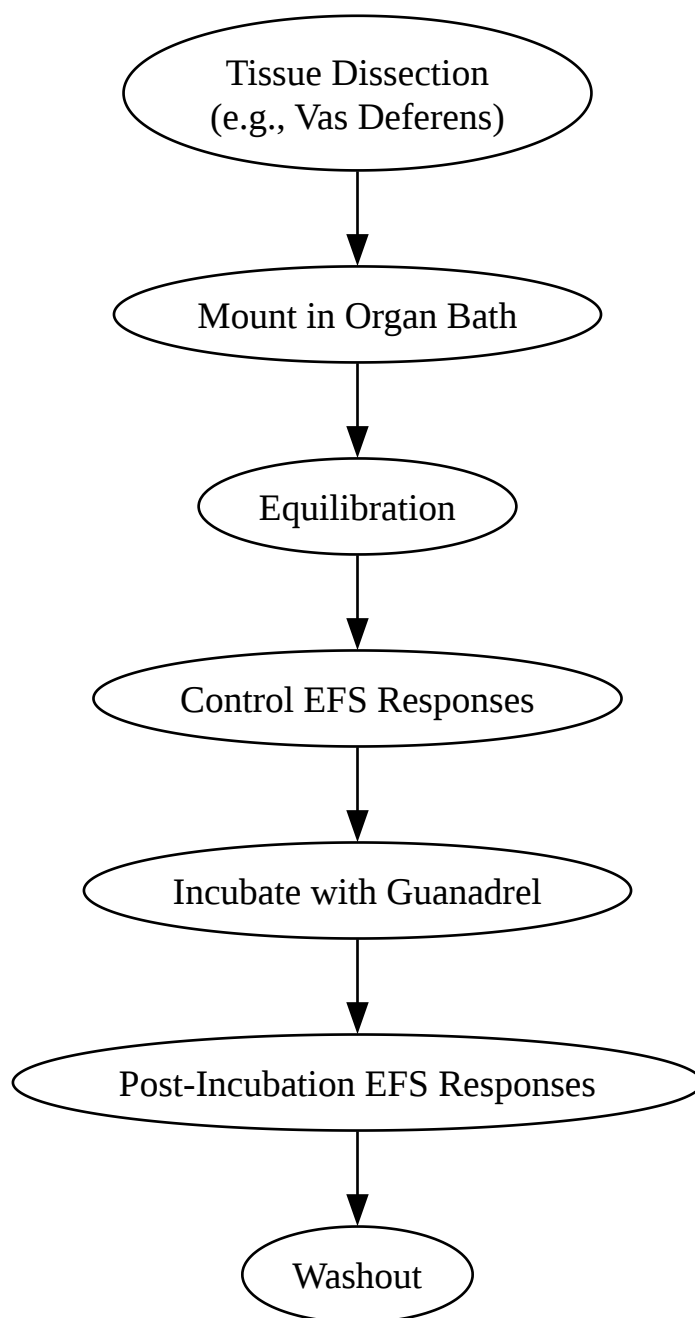 Tissue Dissection
(e.g., Vas Deferens)
Mount in Organ Bath
Equilibration
Control EFS Responses
Incubate with Guanadrel
Post-Incubation EFS Responses
Washout